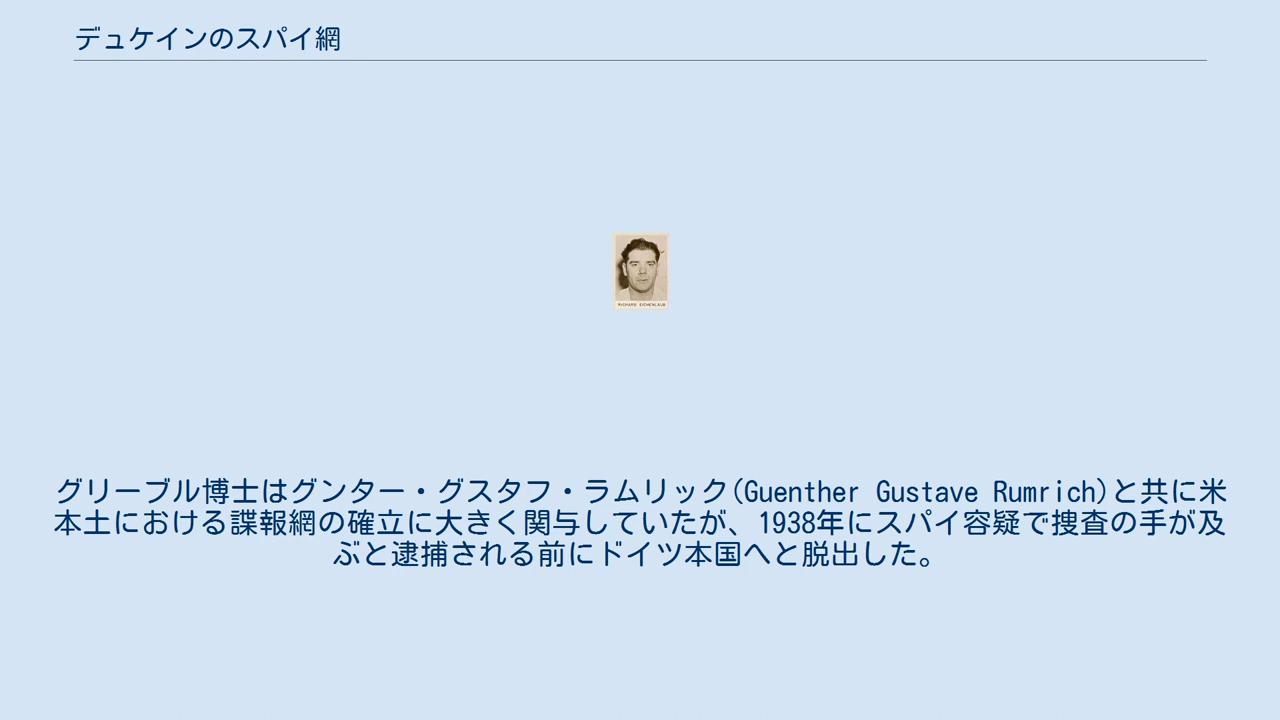 デュケインのスパイ網
RICHARD EICHENLAUB
グリーブル博士はグンター・グスタフ・ラムリック(Guenther Gustave Rumrich)と共に米
本土における諜報網の確立に大きく関与していたが、1938年にスパイ容疑で捜査の手が及
ぶと逮捕される前にドイツ本国へと脱出した。